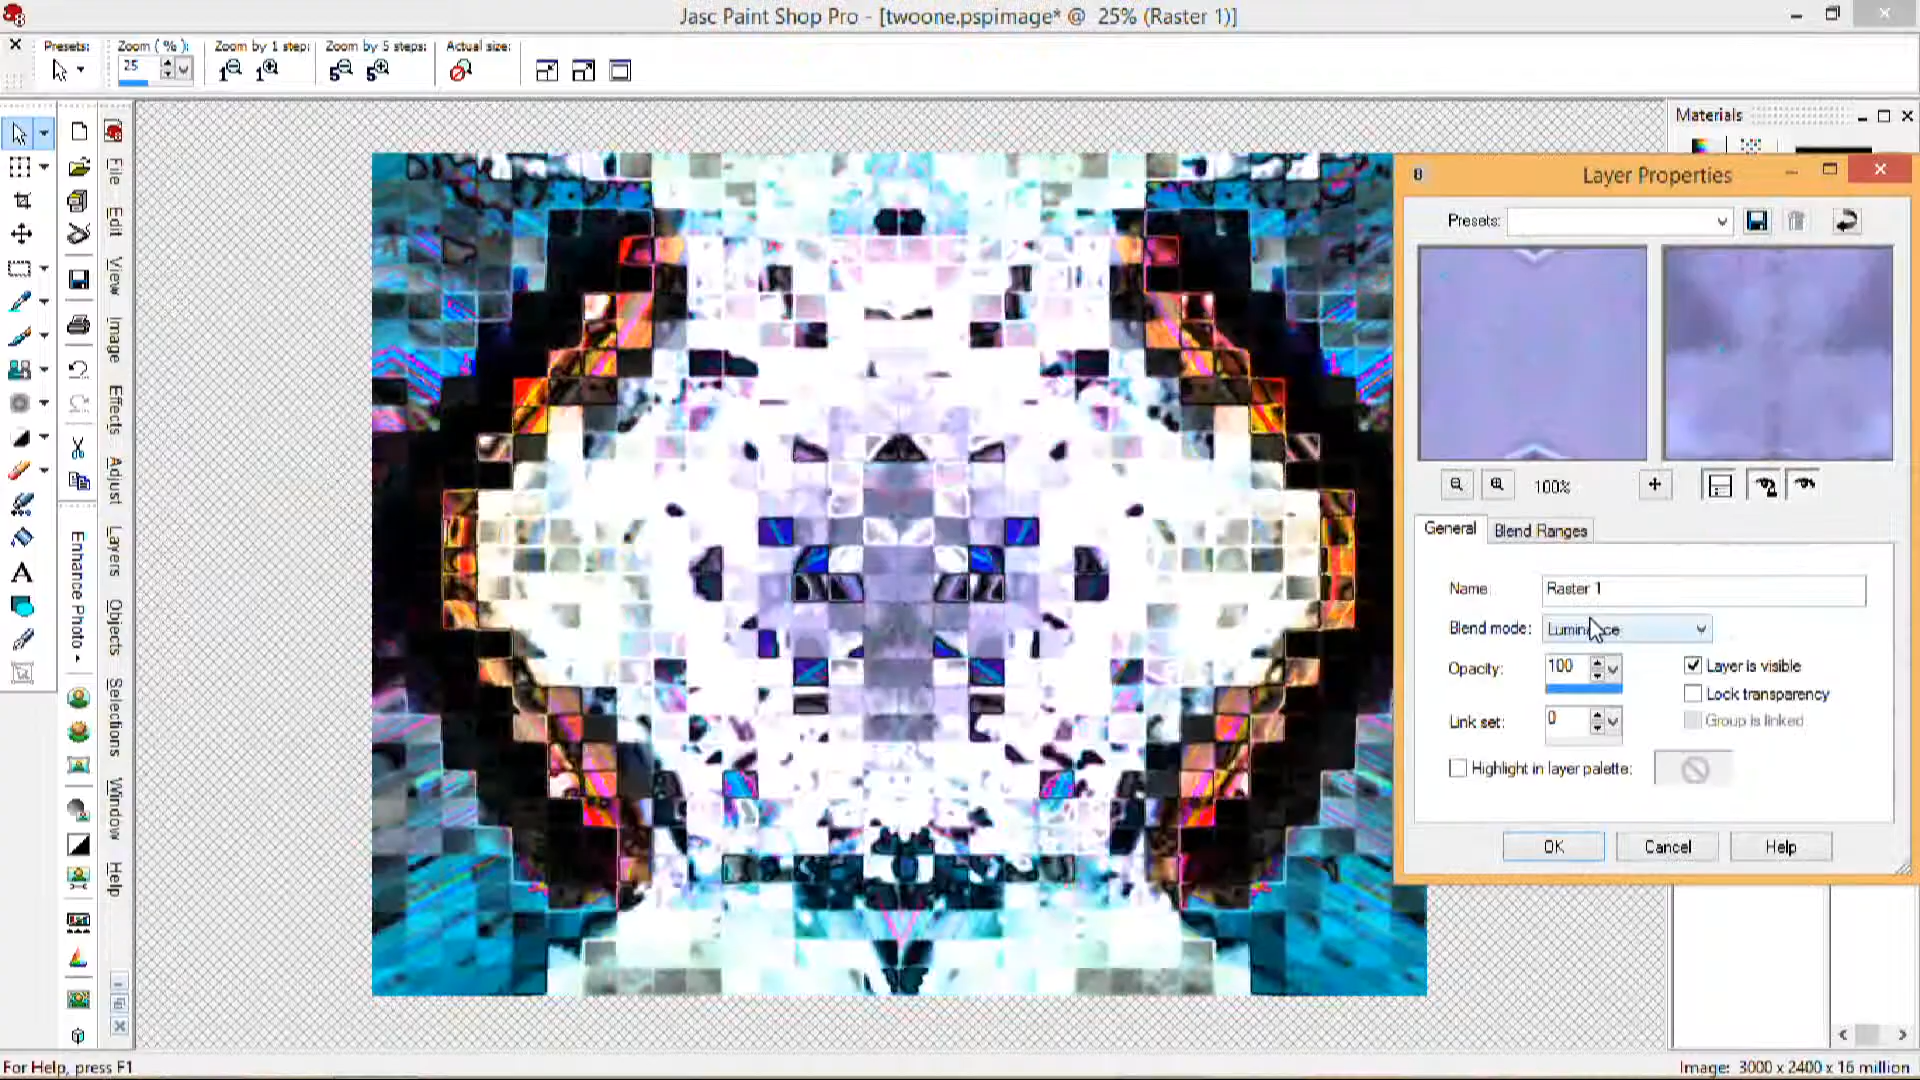 Jasc Paint Shop Pro - [twoone.pspimage* @ 25% (Raster 1)]
Presets:
Zoom ( % ):
25
Zoom by 1 step:
Zoom by 5 steps:
Actual size:
Materials
File
Edit
View
Image
Effects
Adjust
Layers
Objects
Selections
Window
Help
Enhance Photo
Layer Properties
Presets:
100%
General
Blend Ranges
Name:
Raster 1
Blend mode:
Luminance
Opacity:
100
Layer is visible
Lock transparency
Link set:
0
Group is linked
Highlight in layer palette:
OK
Cancel
Help
For Help, press F1
Image: 3000 x 2400 x 16 million